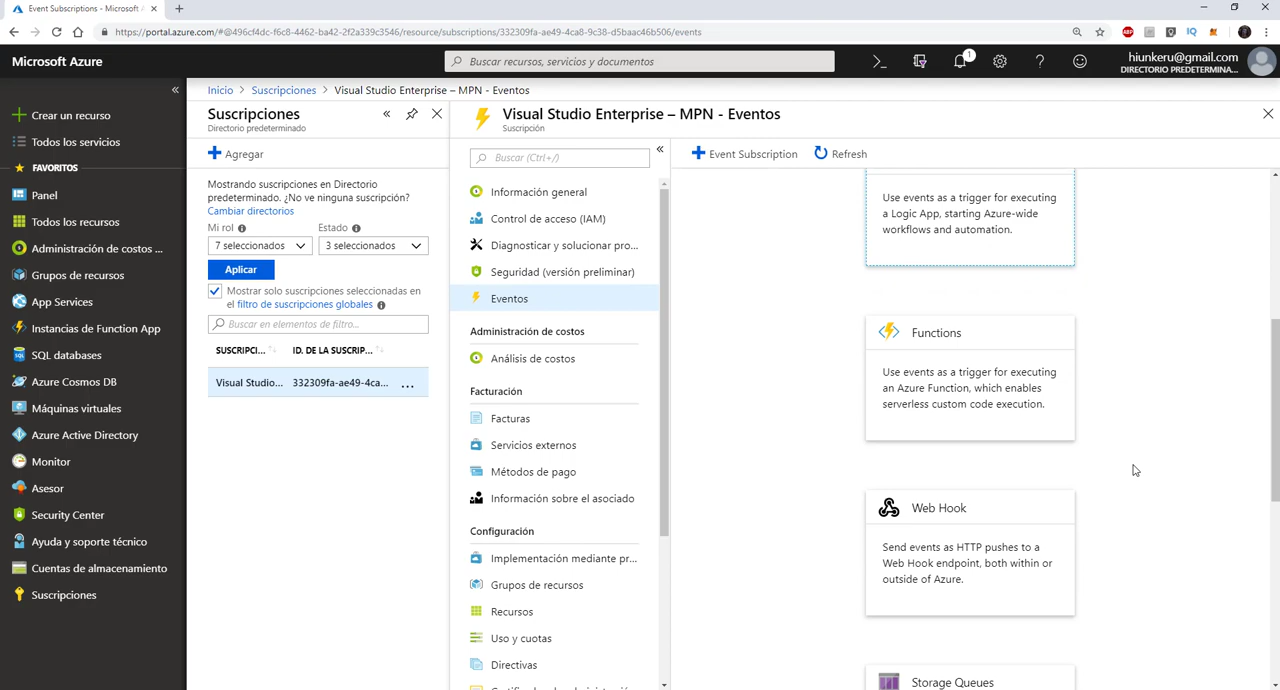 Event Subscriptions - Microsoft A
https://portal.azure.com/#@496cf4dc-f6c8-4462-ba42-2f2a339c3546/resource/subscriptions/332309fa-ae49-4ca8-9c38-d5baac46b506/events
ABP
IQ
Microsoft Azure
Buscar recursos, servicios y documentos
1
hiunkeru@gmail.com
DIRECTORIO PREDETERMINA...
Crear un recurso
Todos los servicios
FAVORITOS
Panel
Todos los recursos
Administración de costos ...
Grupos de recursos
App Services
Instancias de Function App
SQL databases
Azure Cosmos DB
Máquinas virtuales
Azure Active Directory
Monitor
Asesor
Security Center
Ayuda y soporte técnico
Cuentas de almacenamiento
Suscripciones
Inicio > Suscripciones > Visual Studio Enterprise – MPN - Eventos
Suscripciones
Directorio predeterminado
Agregar
Mostrando suscripciones en Directorio
predeterminado. ¿No ve ninguna suscripción?
Cambiar directorios
Mi rol Estado
7 seleccionados 3 seleccionados
Aplicar
Mostrar solo suscripciones seleccionadas en
el filtro de suscripciones globales
Buscar en elementos de filtro...
SUSCRIPCI... ID. DE LA SUSCRIP...
Visual Studio... 332309fa-ae49-4ca... ...
Visual Studio Enterprise – MPN - Eventos
Suscripción
Buscar (Ctrl+/)
Información general
Control de acceso (IAM)
Diagnosticar y solucionar pro...
Seguridad (versión preliminar)
Eventos
Administración de costos
Análisis de costos
Facturación
Facturas
Servicios externos
Métodos de pago
Información sobre el asociado
Configuración
Implementación mediante pr...
Grupos de recursos
Recursos
Uso y cuotas
Directivas
Event Subscription Refresh
Use events as a trigger for executing
a Logic App, starting Azure-wide
workflows and automation.
Functions
Use events as a trigger for executing
an Azure Function, which enables
serverless custom code execution.
Web Hook
Send events as HTTP pushes to a
Web Hook endpoint, both within or
outside of Azure.
Storage Queues